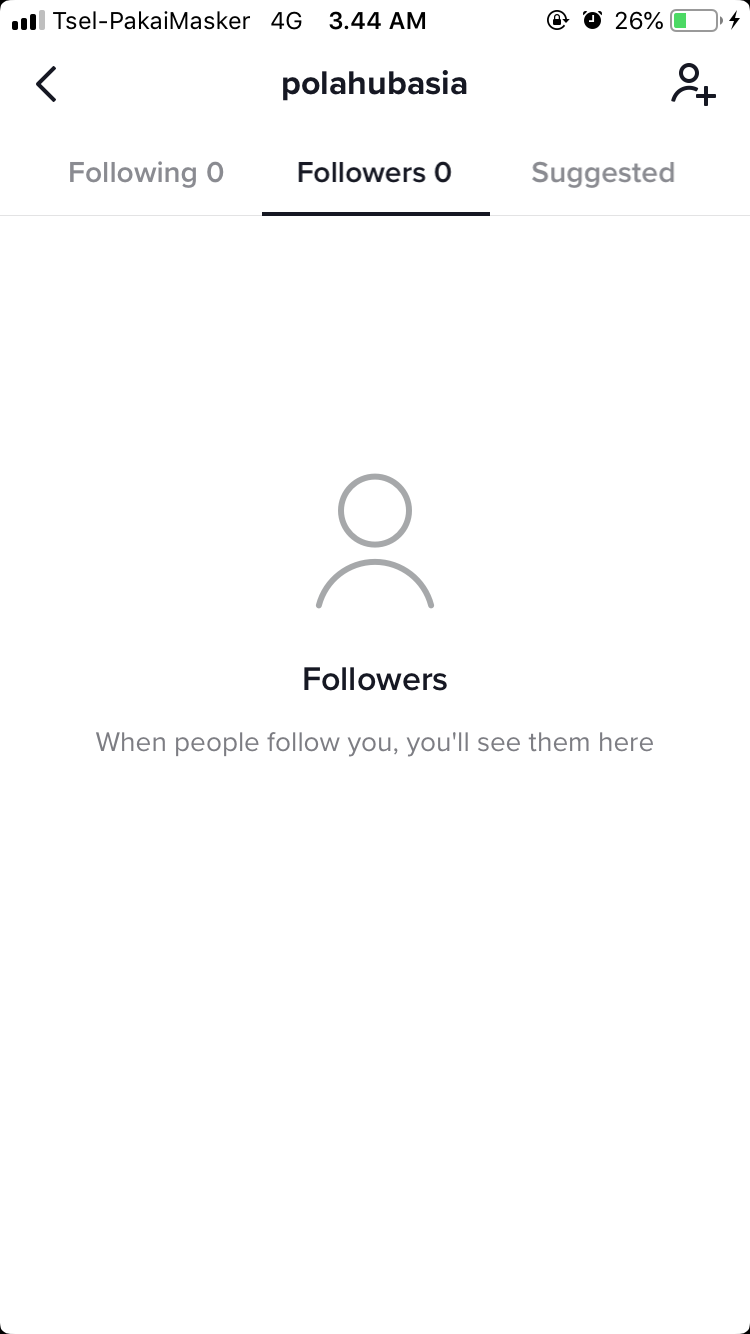 Tsel-PakaiMasker 4G 3.44 AM 26%
polahubasia
Following 0 Followers 0 Suggested
Followers
When people follow you, you'll see them here